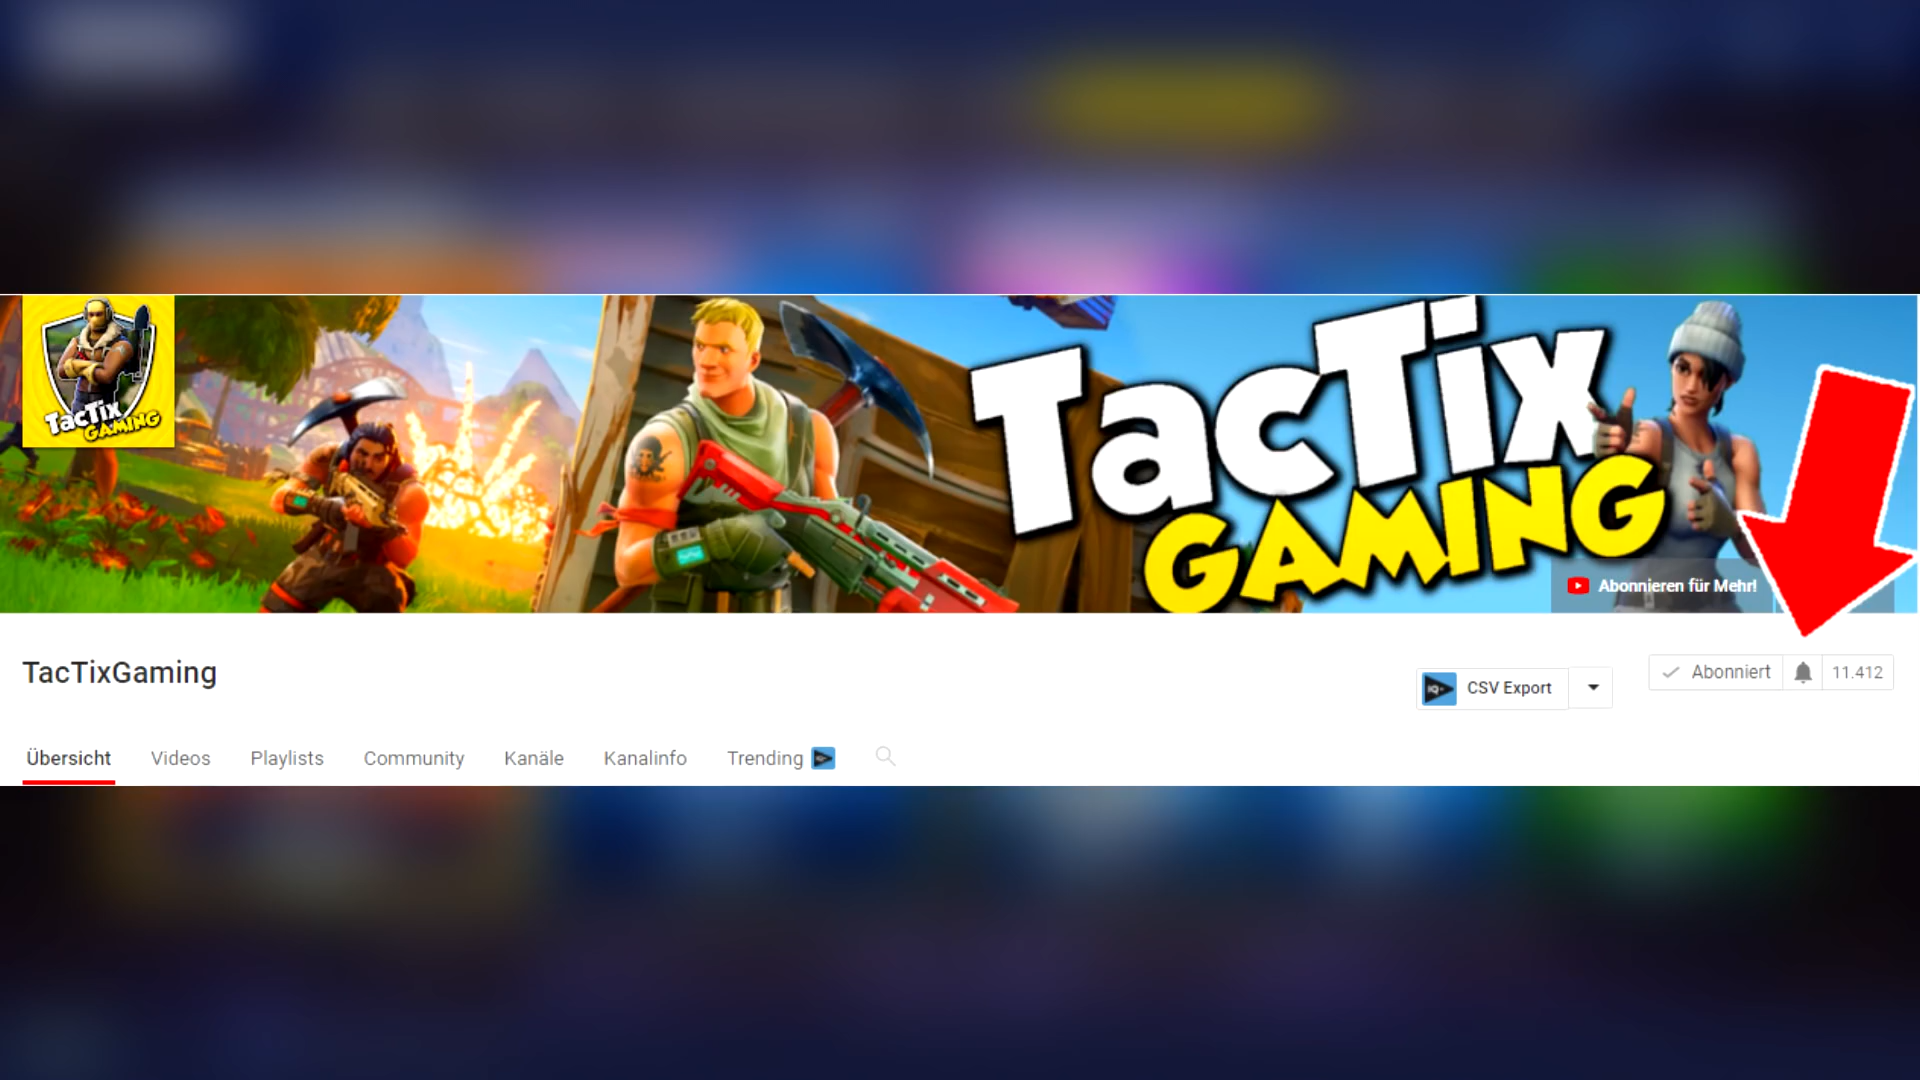 TacTix
GAMING
TacTix
GAMING
Abonnieren für Mehr!
TacTixGaming
CSV Export
Abonniert
11.412
Übersicht
Videos
Playlists
Community
Kanäle
Kanalinfo
Trending